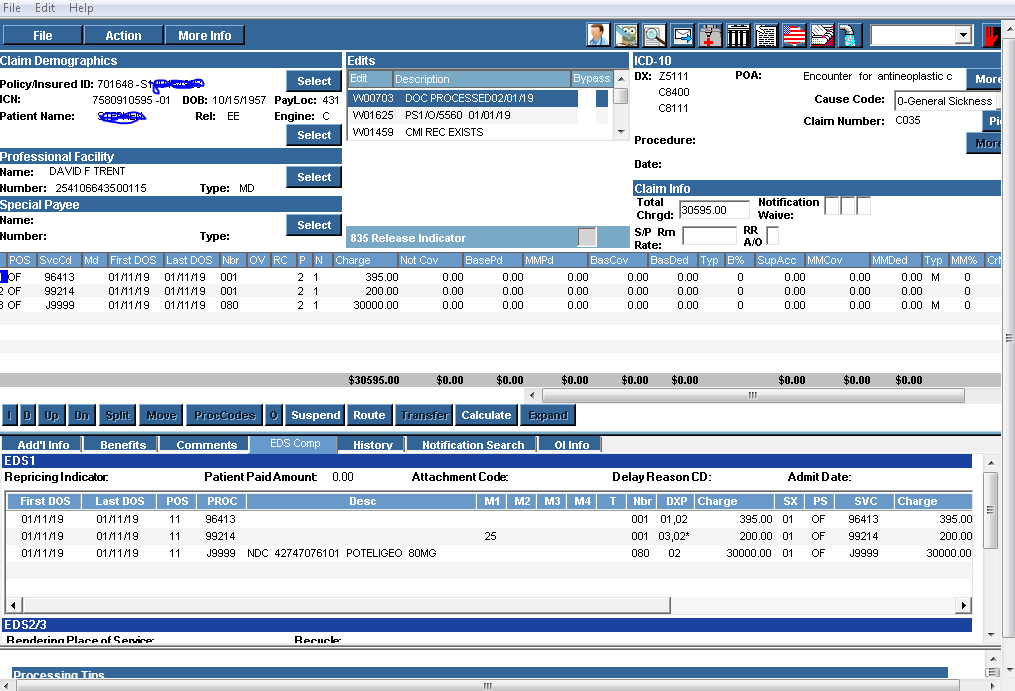 File Edit Help
File Action More Info
Claim Demographics
Policy/Insured ID: 701648 - S1
Select
ICN: 7580910595 -01 DOB: 10/15/1957 PayLoc: 431
Patient Name: Rel: EE Engine: C
Select
Professional Facility
Name: DAVID F TRENT
Select
Number: 254106643500115 Type: MD
Special Payee
Name:
Select
Number: Type:
Edits
Edit Description Bypass
W00703 DOC PROCESSED02/01/19
W01625 PS1/O/5560 01/01/19
W01459 CMI REC EXISTS
835 Release Indicator
ICD-10
DX: Z5111 POA: Encounter for antineoplastic c More
C8400
Cause Code: 0-General Sickness
C8111
Claim Number: C035
Procedure: More
Date:
Claim Info
Total Chrgd: 30595.00 Notification Waive:
S/P Rm Rate: RR A/O
POS SvcCd Md First DOS Last DOS Nbr OV RC P N Charge Not Cov BasePd MMPd BasCov BasDed Typ B% SupAcc MMCov MMDed Typ MM%
1 OF 96413 01/11/19 01/11/19 001 2 1 395.00 0.00 0.00 0.00 0.00 0.00 0 0.00 0.00 0.00 M 0
2 OF 99214 01/11/19 01/11/19 001 2 1 200.00 0.00 0.00 0.00 0.00 0.00 0 0.00 0.00 0.00 0
3 OF J9999 01/11/19 01/11/19 080 2 1 30000.00 0.00 0.00 0.00 0.00 0.00 0 0.00 0.00 0.00 M 0
$30595.00 $0.00 $0.00 $0.00 $0.00 $0.00 $0.00 $0.00 $0.00
I D Up Dn Split Move ProcCodes O Suspend Route Transfer Calculate Expand
Add'l Info Benefits Comments EDS Comp History Notification Search OI Info
EDS1
Repricing Indicator: Patient Paid Amount: 0.00 Attachment Code: Delay Reason CD: Admit Date:
First DOS Last DOS POS PROC Desc M1 M2 M3 M4 T Nbr DXP Charge SX PS SVC Charge
01/11/19 01/11/19 11 96413 001 01,02 395.00 01 OF 96413 395.00
01/11/19 01/11/19 11 99214 25 001 03,02* 200.00 01 OF 99214 200.00
01/11/19 01/11/19 11 J9999 NDC 42747076101 POTELIGEO 80MG 080 02 30000.00 01 OF J9999 30000.00
EDS2/3
Rendering Place of Service: Recycle:
Processing Tips